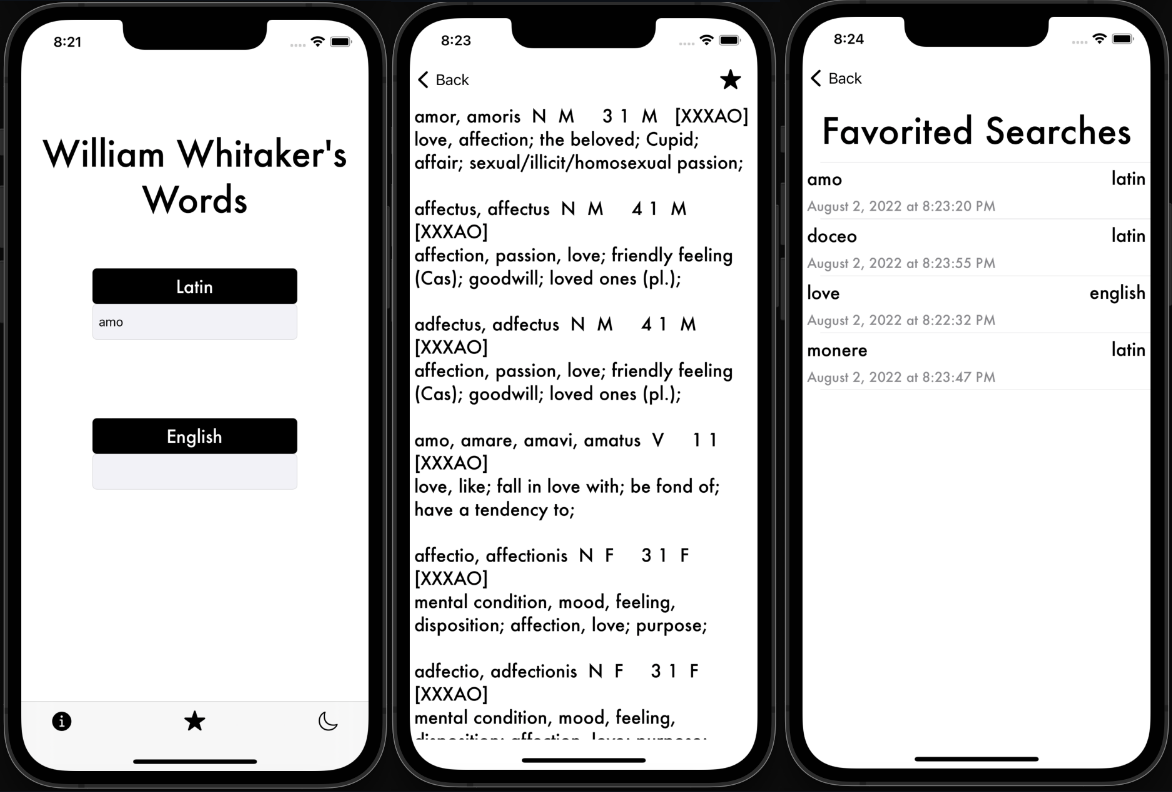 8:21
William Whitaker's
Words
Latin
amo
English
8:23
Back
amor, amoris N M 3 1 M [XXXAO]
love, affection; the beloved; Cupid;
affair; sexual/illicit/homosexual passion;
affectus, affectus N M 4 1 M
[XXXAO]
affection, passion, love; friendly feeling
(Cas); goodwill; loved ones (pl.);
adfectus, adfectus N M 4 1 M
[XXXAO]
affection, passion, love; friendly feeling
(Cas); goodwill; loved ones (pl.);
amo, amare, amavi, amatus V 1 1
[XXXAO]
love, like; fall in love with; be fond of;
have a tendency to;
affectio, affectionis N F 3 1 F
[XXXAO]
mental condition, mood, feeling,
disposition; affection, love; purpose;
adfectio, adfectionis N F 3 1 F
[XXXAO]
mental condition, mood, feeling,
disposition; affection, love; purpose;
8:24
Back
Favorited Searches
amo latin
August 2, 2022 at 8:23:20 PM
doceo latin
August 2, 2022 at 8:23:55 PM
love english
August 2, 2022 at 8:22:32 PM
monere latin
August 2, 2022 at 8:23:47 PM